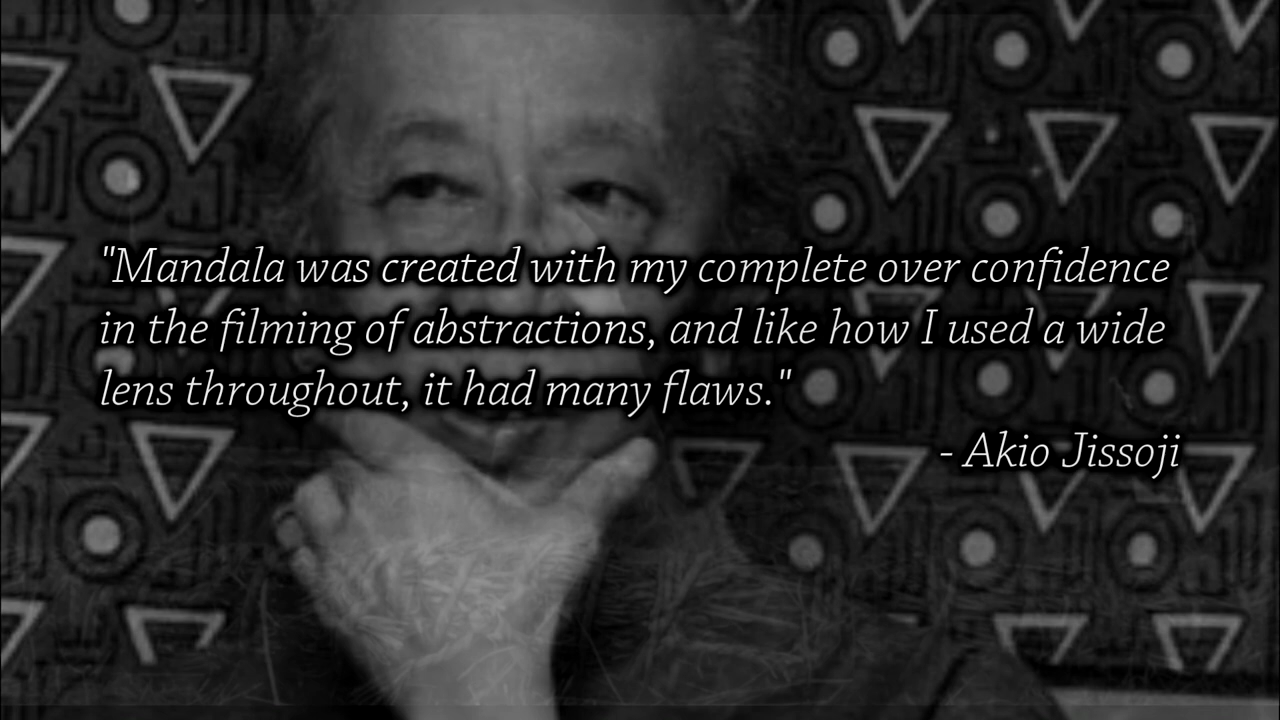 "Mandala was created with my complete over confidence
in the filming of abstractions, and like how I used a wide
lens throughout, it had many flaws."
- Akio Jissoji